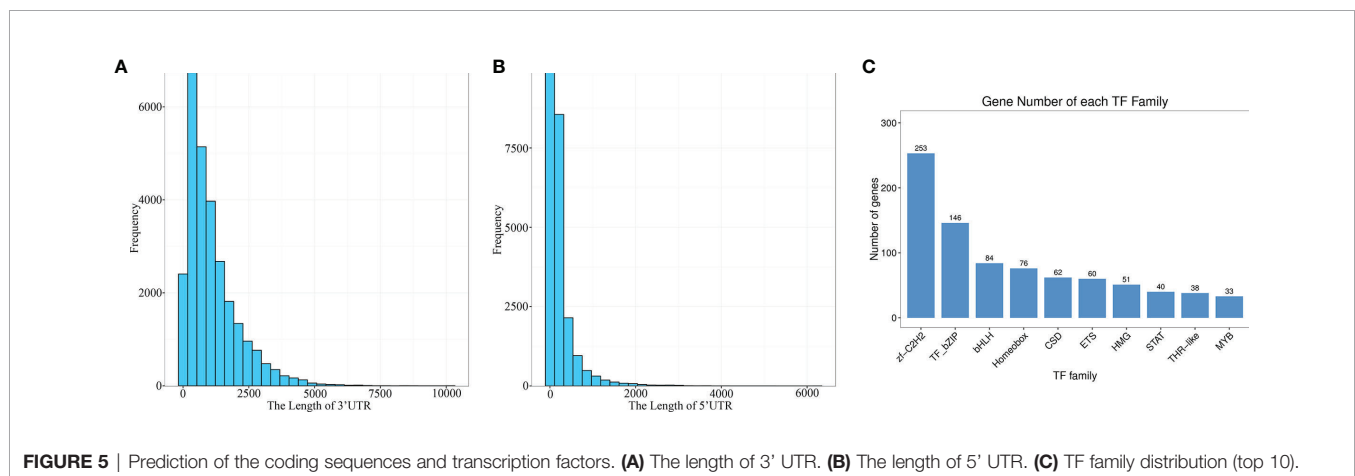 A
6000
4000
2000
0
Frequency
0 2500 5000 7500 10000
The Length of 3'UTR
B
7500
5000
2500
0
Frequency
0 2000 4000 6000
The Length of 5'UTR
C
Gene Number of each TF Family
300
200
100
0
Number of genes
253
146
84
76
62
60
51
40
38
33
zf-C2H2
TF_bZIP
bHLH
Homeobox
CSD
ETS
HMG
STAT
THR-like
MYB
TF family
FIGURE 5 | Prediction of the coding sequences and transcription factors. (A) The length of 3' UTR. (B) The length of 5' UTR. (C) TF family distribution (top 10).